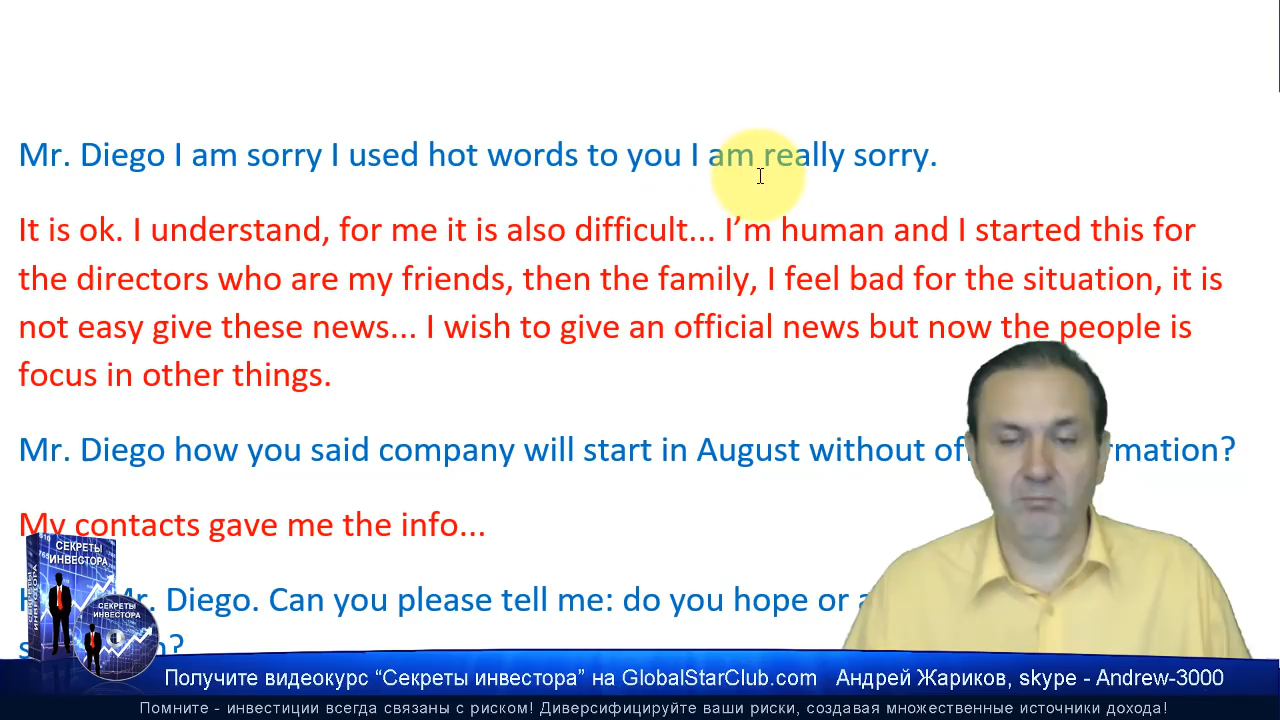 Mr. Diego I am sorry I used hot words to you I am really sorry.
It is ok. I understand, for me it is also difficult... I’m human and I started this for
the directors who are my friends, then the family, I feel bad for the situation, it is
not easy give these news... I wish to give an official news but now the people is
focus in other things.
Mr. Diego how you said company will start in August without
My contacts gave me the info...
Mr. Diego. Can you please tell me: do you hope or
СЕКРЕТЫ
ИНВЕСТОРА
СЕКРЕТЫ
ИНВЕСТОРА
Получите видеокурс “Секреты инвестора” на GlobalStarClub.com Андрей Жариков, skype - Andrew-3000
Помните - инвестиции всегда связаны с риском! Диверсифицируйте ваши риски, создавая множественные источники дохода!